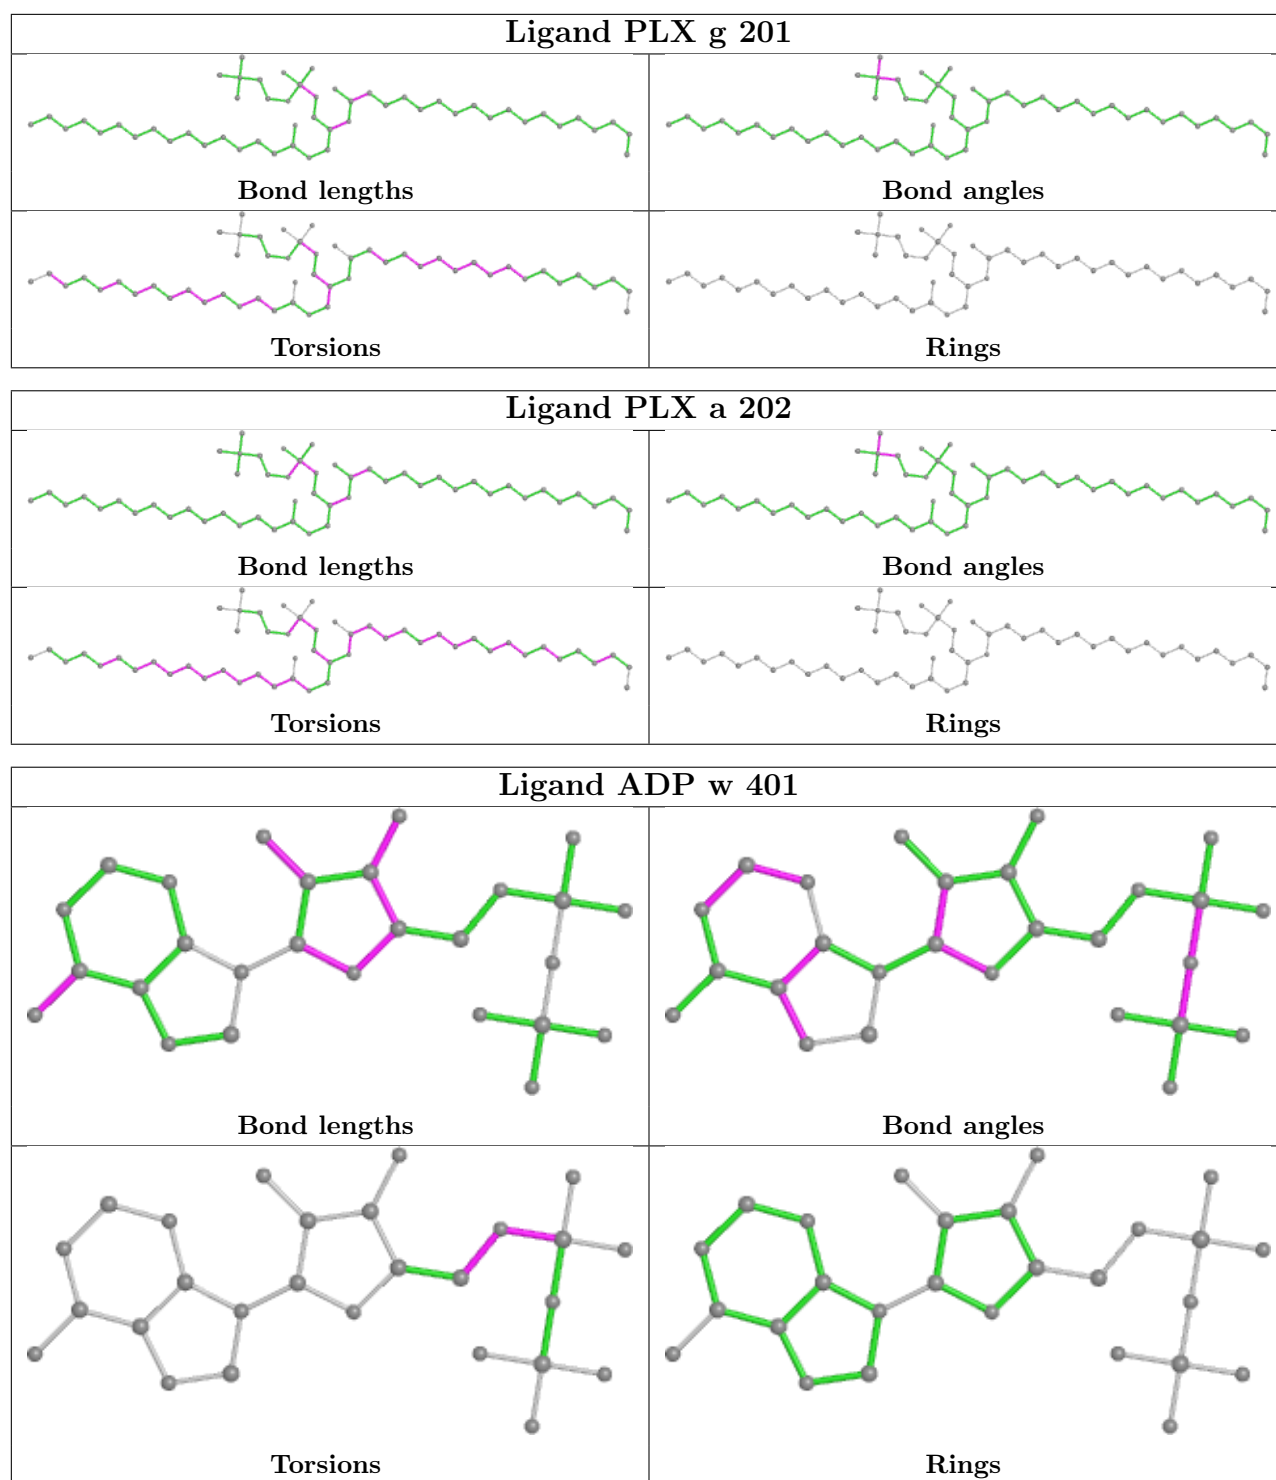 Ligand PLX g 201
Bond lengths
Bond angles
Torsions
Rings
Ligand PLX a 202
Bond lengths
Bond angles
Torsions
Rings
Ligand ADP w 401
Bond lengths
Bond angles
Torsions
Rings